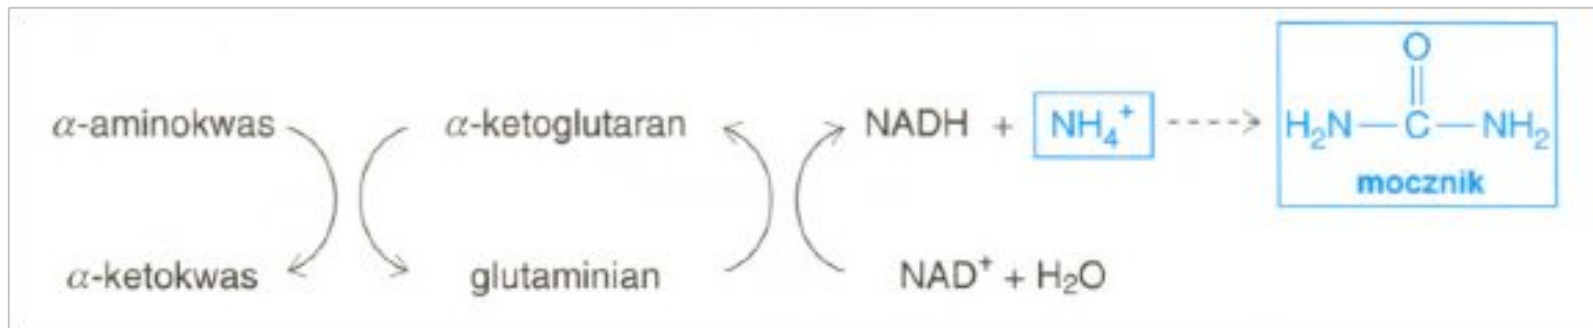 O
α-aminokwas α-ketoglutaran NADH + NH₄⁺ H₂N—C—NH₂
mocznik
α-ketokwas glutaminian NAD⁺ + H₂O